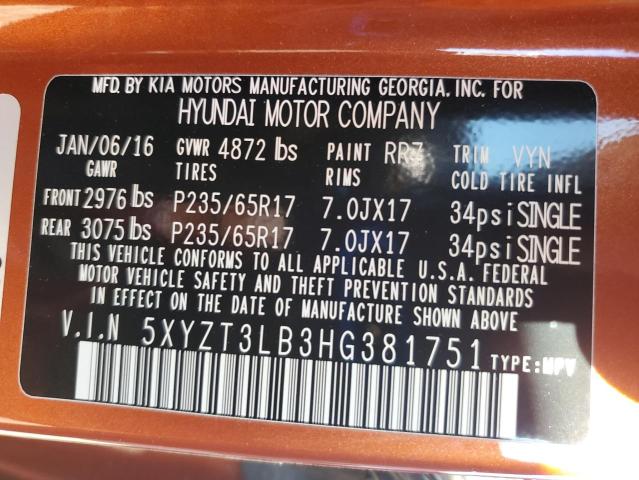 MFD. BY KIA MOTORS MANUFACTURING GEORGIA, INC. FOR
HYUNDAI MOTOR COMPANY
JAN/06/16 GVWR 4872 lbs PAINT RR7 TRIM VYN
GAWR TIRES RIMS COLD TIRE INFL
FRONT 2976 lbs P235/65R17 7.0JX17 34psi SINGLE
REAR 3075 lbs P235/65R17 7.0JX17 34psi SINGLE
THIS VEHICLE CONFORMS TO ALL APPLICABLE U.S.A. FEDERAL
MOTOR VEHICLE SAFETY AND THEFT PREVENTION STANDARDS
IN EFFECT ON THE DATE OF MANUFACTURE SHOWN ABOVE.
V.I.N 5XYZT3LB3HG381751 TYPE:MPV